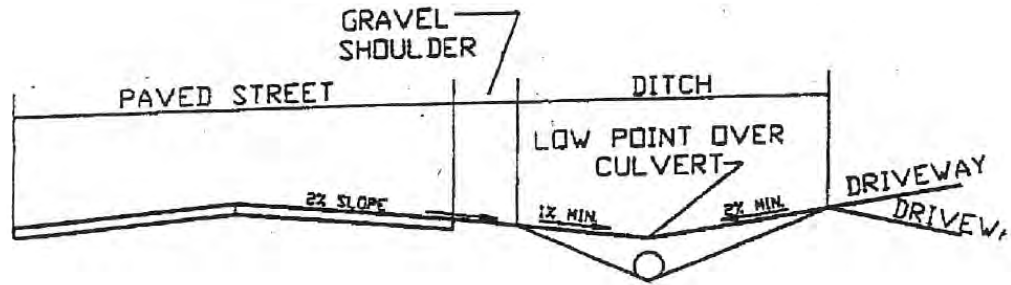 GRAVEL
SHOULDER
PAVED STREET
DITCH
LOW POINT OVER
CULVERT
DRIVEWAY
2% SLOPE
1% MIN.
2% MIN.